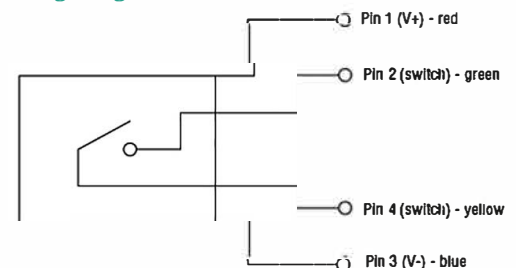 Pin 1 (V+) - red
Pin 2 (switch) - green
Pin 4 (switch) - yellow
Pin 3 (V-) - blue